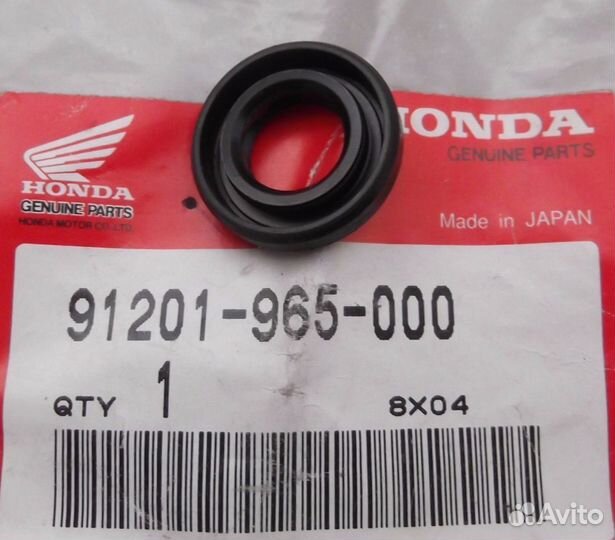 HONDA
GENUINE PARTS
HONDA MOTOR CO.,LTD.
HONDA
GENUINE PARTS
Made in JAPAN
91201-965-000
QTY 1 8X04
Avito